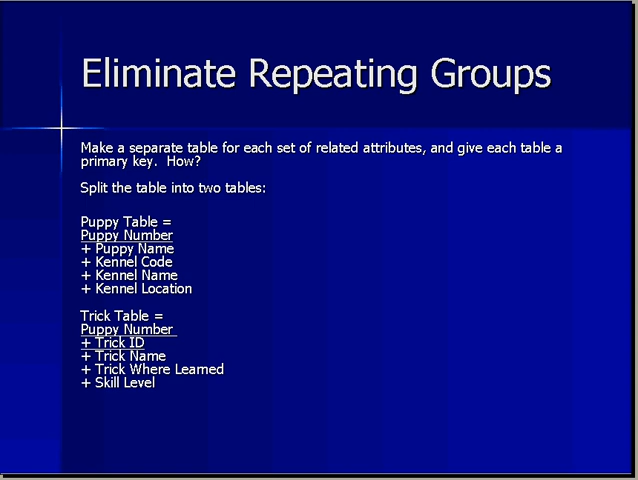 Eliminate Repeating Groups
Make a separate table for each set of related attributes, and give each table a
primary key.  How?
Split the table into two tables:
Puppy Table =
Puppy Number
+ Puppy Name
+ Kennel Code
+ Kennel Name
+ Kennel Location
Trick Table =
Puppy Number
+ Trick ID
+ Trick Name
+ Trick Where Learned
+ Skill Level